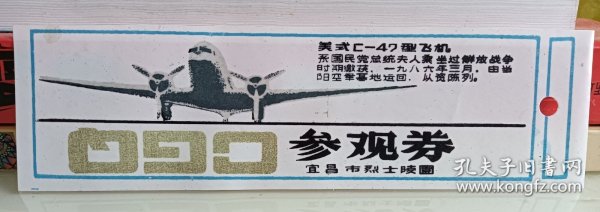 美式C-47型飞机
系国民党总统夫人乘坐过解放战争
时期缴获，一九八六年三月，由当
阳空军基地运回，从资陈列。
参观券
宜昌市烈士陵園
孔夫子旧书网
www.kongfz.com